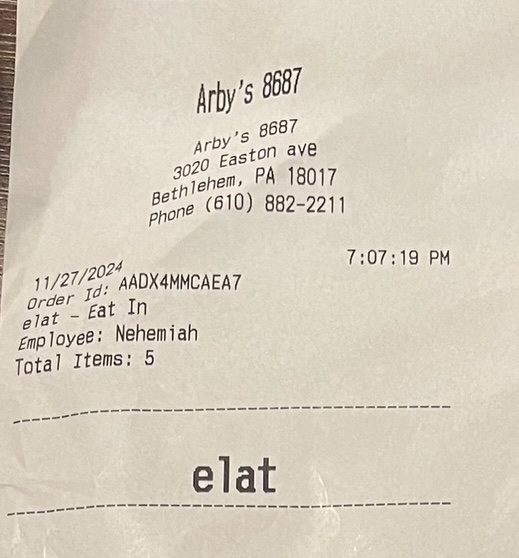 Arby's 8687
Arby's 8687
3020 Easton ave
Bethlehem, PA 18017
Phone (610) 882-2211
11/27/2024 7:07:19 PM
Order Id: AADX4MMCAEA7
elat - Eat In
Employee: Nehemiah
Total Items: 5
elat